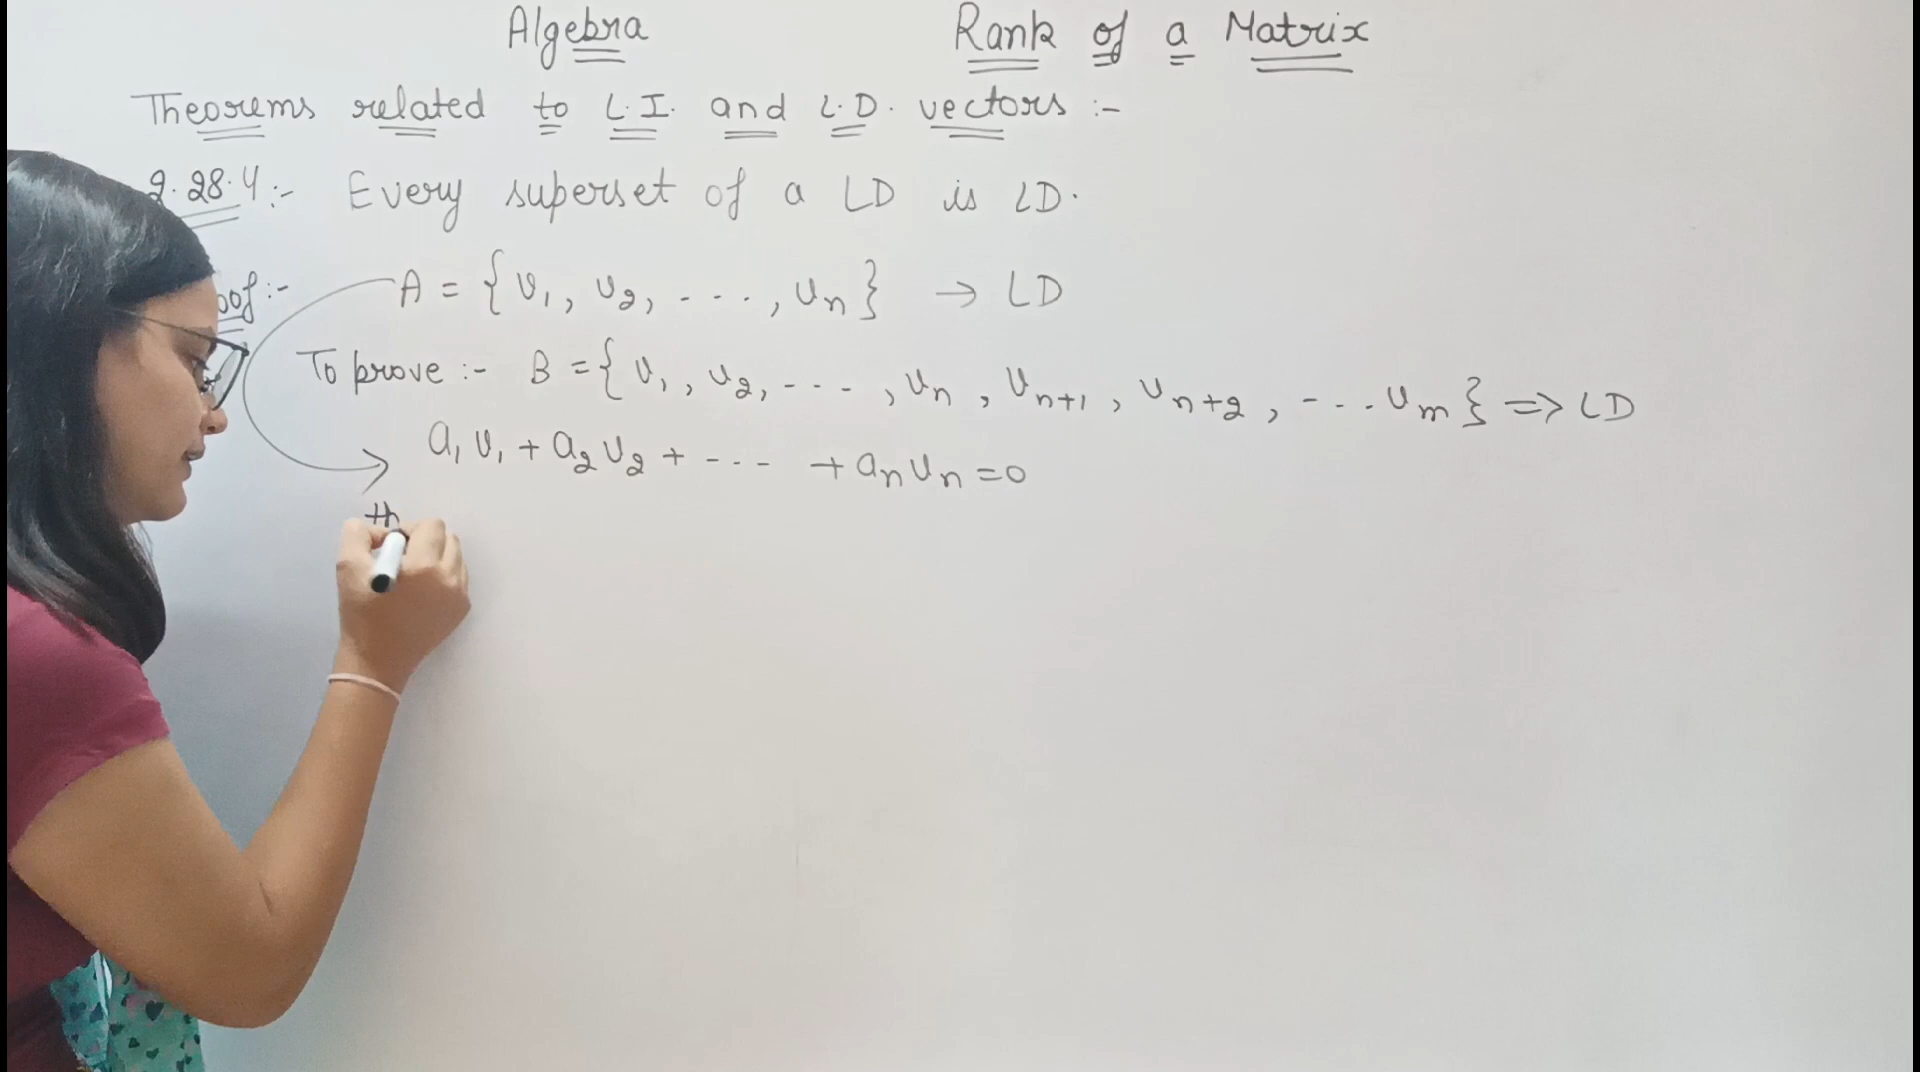 Algebra Rank of a Matrix
Theorems related to L.I. and L.D. vectors :-
2.28.4 :- Every superset of a LD is LD.
A = { v₁, v₂, - - - ·, vₙ } → LD
To prove :- B = { v₁, v₂, - - - -, vₙ, vₙ₊₁, vₙ₊₂, - - - · vₘ } => LD
a₁v₁ + a₂v₂ + - - - - + aₙvₙ = 0
th